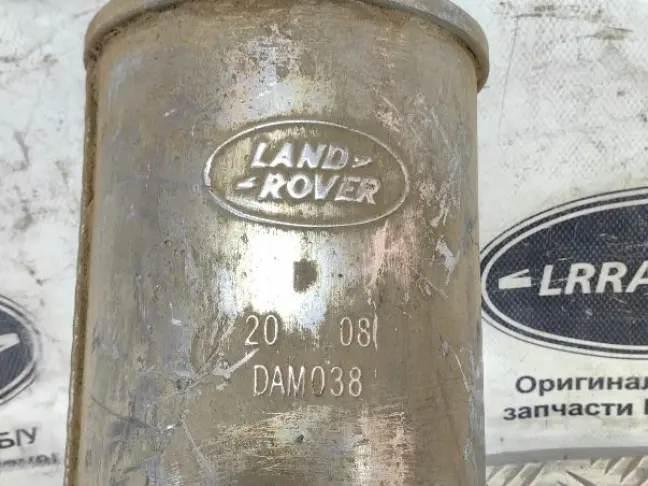 LAND
ROVER
20 08
DAM038
LRRA
Оригинал
запчасти
Б/У